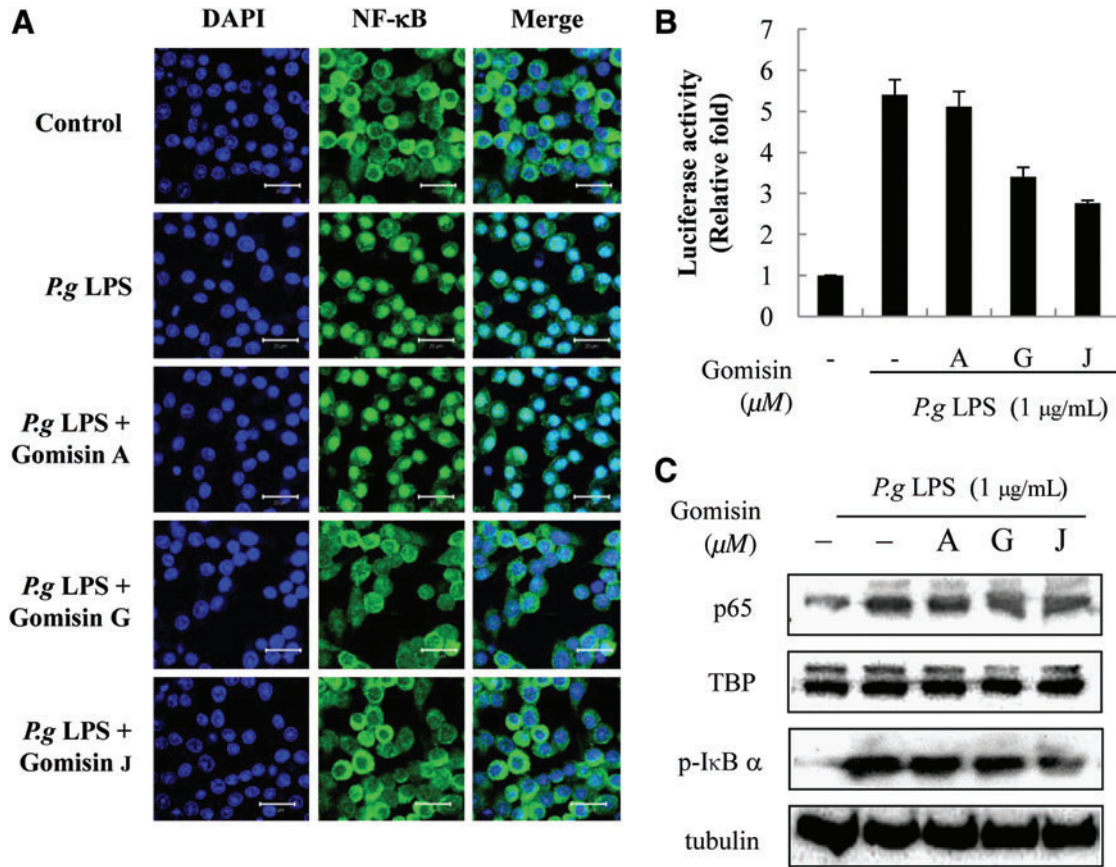 A
DAPI NF-κB Merge
Control
P.g LPS
P.g LPS +
Gomisin A
P.g LPS +
Gomisin G
P.g LPS +
Gomisin J
B
Luciferase activity
(Relative fold)
7
6
5
4
3
2
1
0
Gomisin
(μM)
- - A G J
P.g LPS (1 μg/mL)
C
P.g LPS (1 μg/mL)
Gomisin
(μM)
– – A G J
p65
TBP
p-IκB α
tubulin